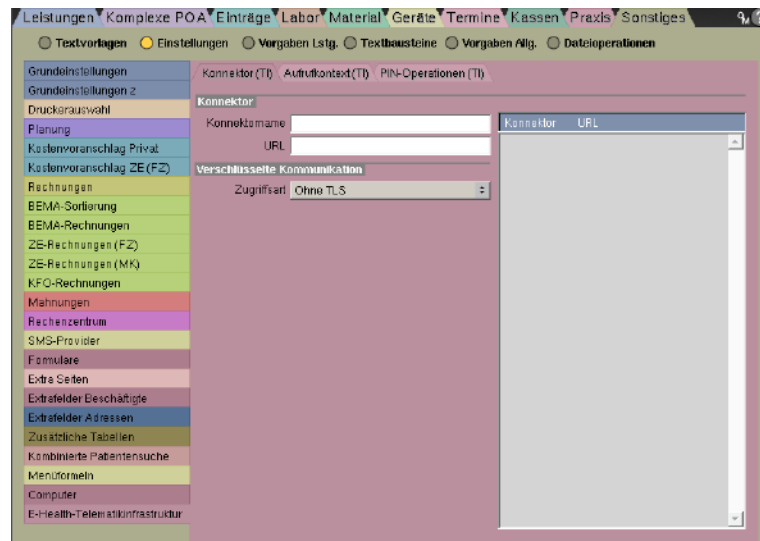 Leistungen Komplexe POA Einträge Labor Material Geräte Termine Kassen Praxis Sonstiges
Textvorlagen Einstellungen Vorgaben Lstg. Textbausteine Vorgaben Allg. Dateioperationen
Grundeinstellungen
Grundeinstellungen 2
Druckerauswahl
Planung
Kostenvoranschlag Privat
Kostenvoranschlag ZE (FZ)
Rechnungen
BEMA-Sortierung
BEMA-Rechnungen
ZE-Rechnungen (FZ)
ZE-Rechnungen (MK)
KFO-Rechnungen
Mahnungen
Rechenzentrum
SMS-Provider
Formulare
Extra Seiten
Extrafelder Beschäftigte
Extrafelder Adressen
Zusätzliche Tabellen
Kombinierte Patientensuche
Menüformeln
Computer
E-Health-Telematikinfrastruktur
Konnektor (TI) Aufrufkontext (TI) PIN-Operationen (TI)
Konnektor
Konnektorname
URL
Verschlüsselte Kommunikation
Zugriffsart Ohne TLS
Konnektor URL